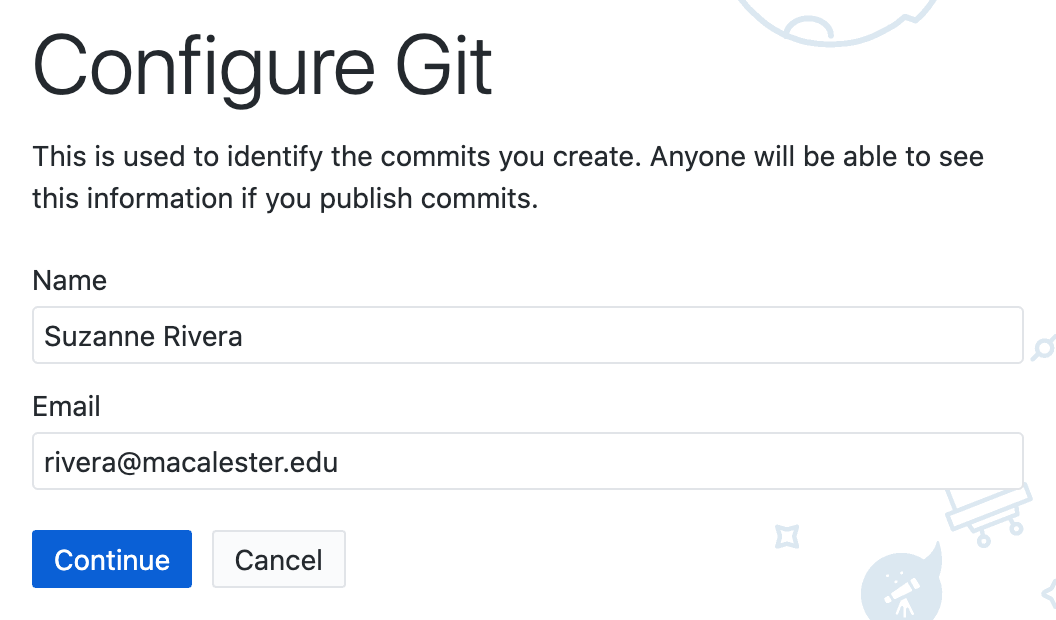 Configure Git
This is used to identify the commits you create. Anyone will be able to see
this information if you publish commits.
Name
Suzanne Rivera
Email
rivera@macalester.edu
Continue Cancel